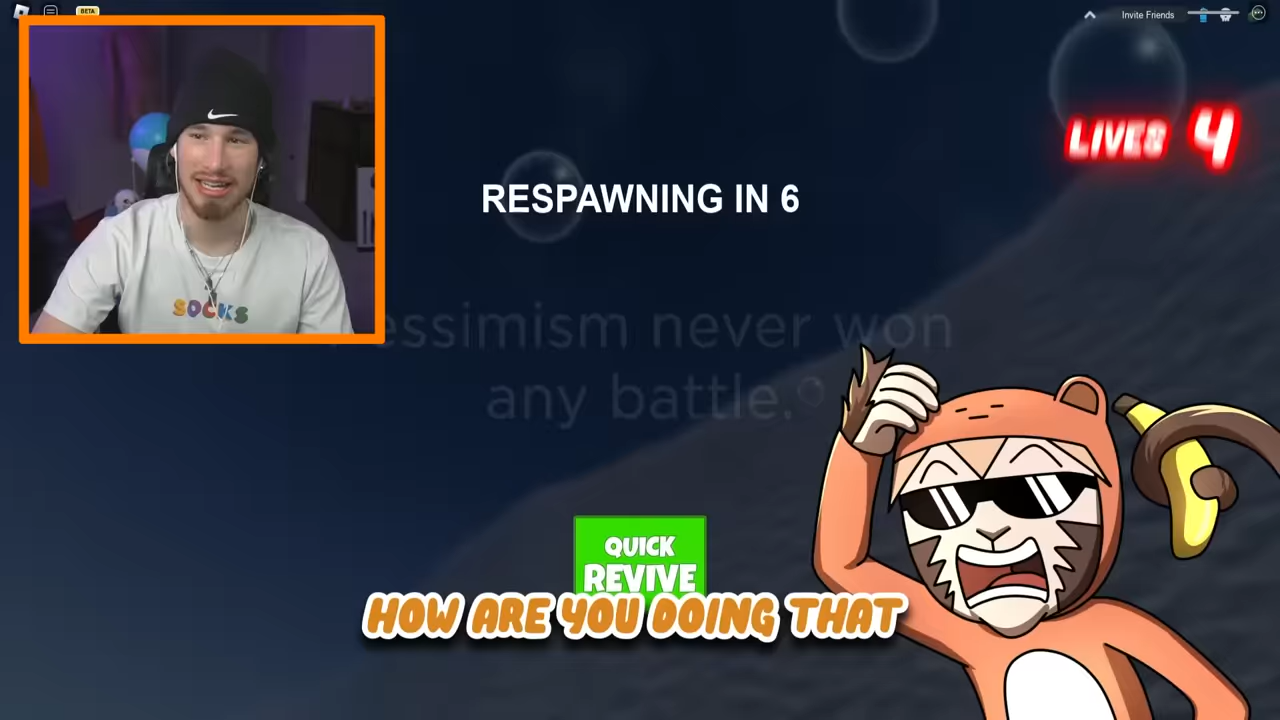 BETA
Invite Friends
LIVES 4
RESPAWNING IN 6
SOCKS
essimism never won
any battle.
QUICK
REVIVE
HOW ARE YOU DOING THAT